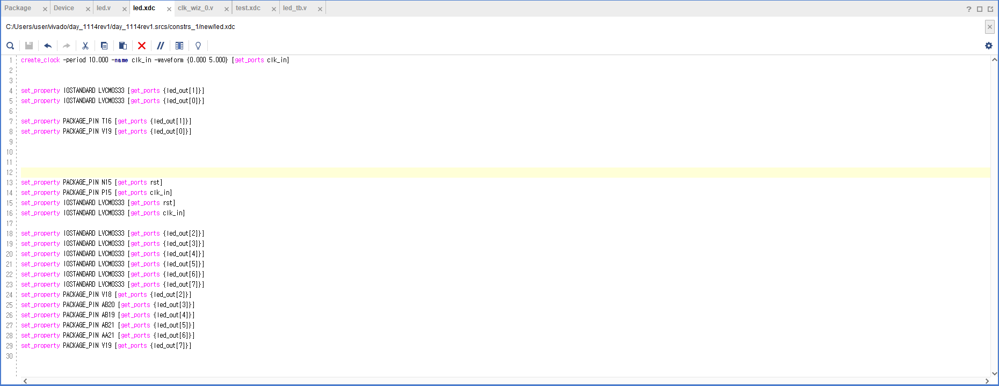 Package Device led.v led.xdc clk_wiz_0.v test.xdc led_tb.v
C:/Users/user/vivado/day_1114rev1/day_1114rev1.srcs/constrs_1/new/led.xdc
1 create_clock -period 10.000 -name clk_in -waveform {0.000 5.000} [get_ports clk_in]
2
3
4 set_property IOSTANDARD LVCMOS33 [get_ports {led_out[1]}]
5 set_property IOSTANDARD LVCMOS33 [get_ports {led_out[0]}]
6
7 set_property PACKAGE_PIN T16 [get_ports {led_out[1]}]
8 set_property PACKAGE_PIN V19 [get_ports {led_out[0]}]
9
10
11
12
13 set_property PACKAGE_PIN N15 [get_ports rst]
14 set_property PACKAGE_PIN P15 [get_ports clk_in]
15 set_property IOSTANDARD LVCMOS33 [get_ports rst]
16 set_property IOSTANDARD LVCMOS33 [get_ports clk_in]
17
18 set_property IOSTANDARD LVCMOS33 [get_ports {led_out[2]}]
19 set_property IOSTANDARD LVCMOS33 [get_ports {led_out[3]}]
20 set_property IOSTANDARD LVCMOS33 [get_ports {led_out[4]}]
21 set_property IOSTANDARD LVCMOS33 [get_ports {led_out[5]}]
22 set_property IOSTANDARD LVCMOS33 [get_ports {led_out[6]}]
23 set_property IOSTANDARD LVCMOS33 [get_ports {led_out[7]}]
24 set_property PACKAGE_PIN V18 [get_ports {led_out[2]}]
25 set_property PACKAGE_PIN AB20 [get_ports {led_out[3]}]
26 set_property PACKAGE_PIN AB19 [get_ports {led_out[4]}]
27 set_property PACKAGE_PIN AB21 [get_ports {led_out[5]}]
28 set_property PACKAGE_PIN AA21 [get_ports {led_out[6]}]
29 set_property PACKAGE_PIN Y19 [get_ports {led_out[7]}]
30